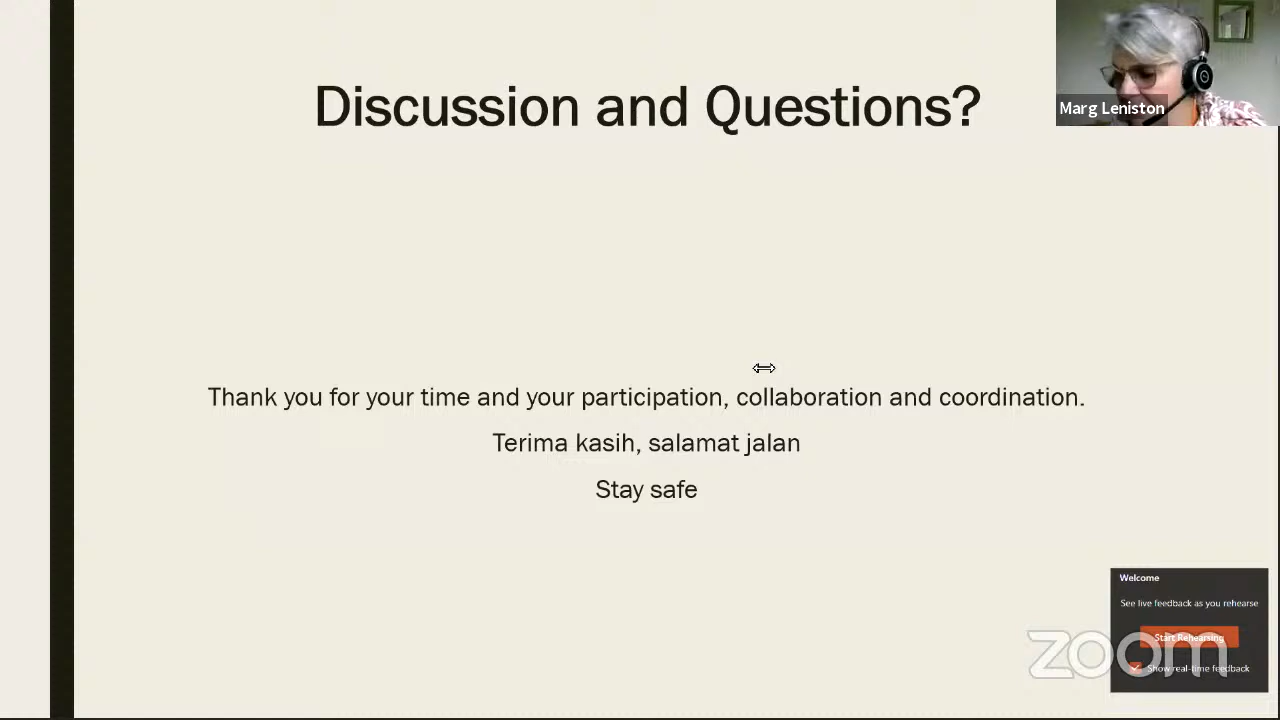 Discussion and Questions?
Marg Leniston
Thank you for your time and your participation, collaboration and coordination.
Terima kasih, salamat jalan
Stay safe
Welcome
See live feedback as you rehearse
Start Rehearsing
Show real-time feedback
zoom